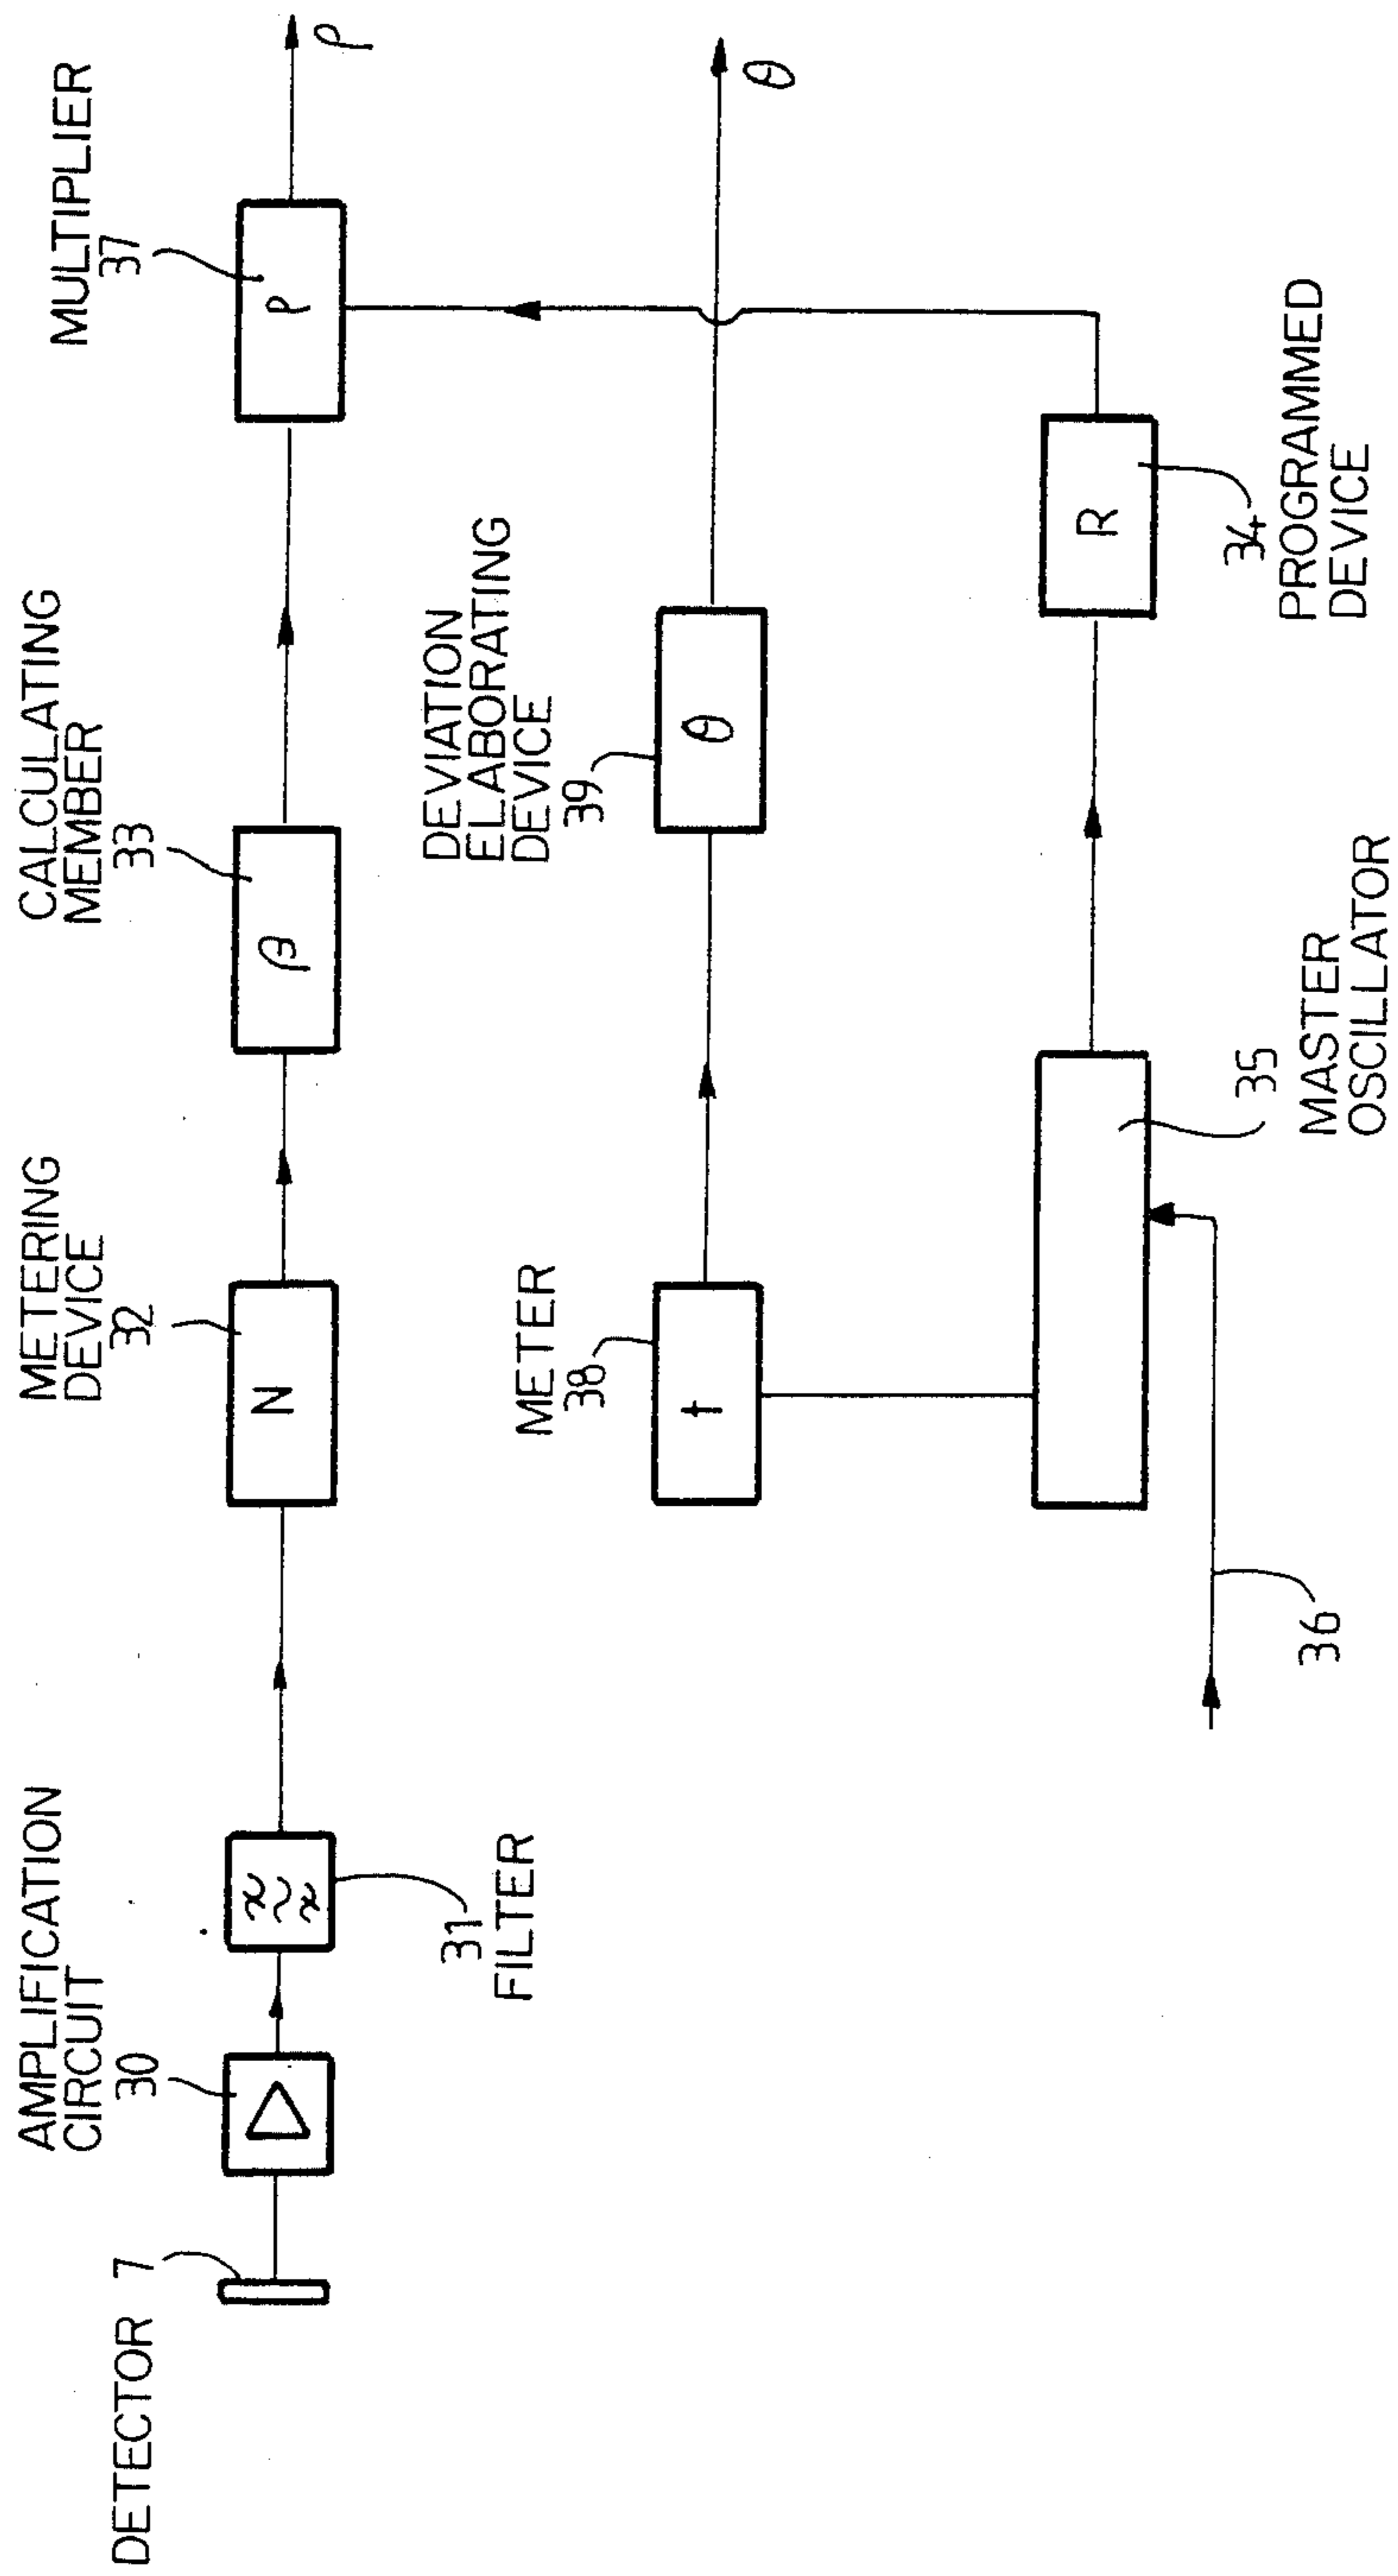 DETECTOR 7
AMPLIFICATION
CIRCUIT
30
31
FILTER
METERING
DEVICE
32
N
CALCULATING
MEMBER
33
β
MULTIPLIER
37
ρ
ρ
METER
38
t
DEVIATION
ELABORATING
DEVICE
39
θ
θ
36
35
MASTER
OSCILLATOR
R
34
PROGRAMMED
DEVICE